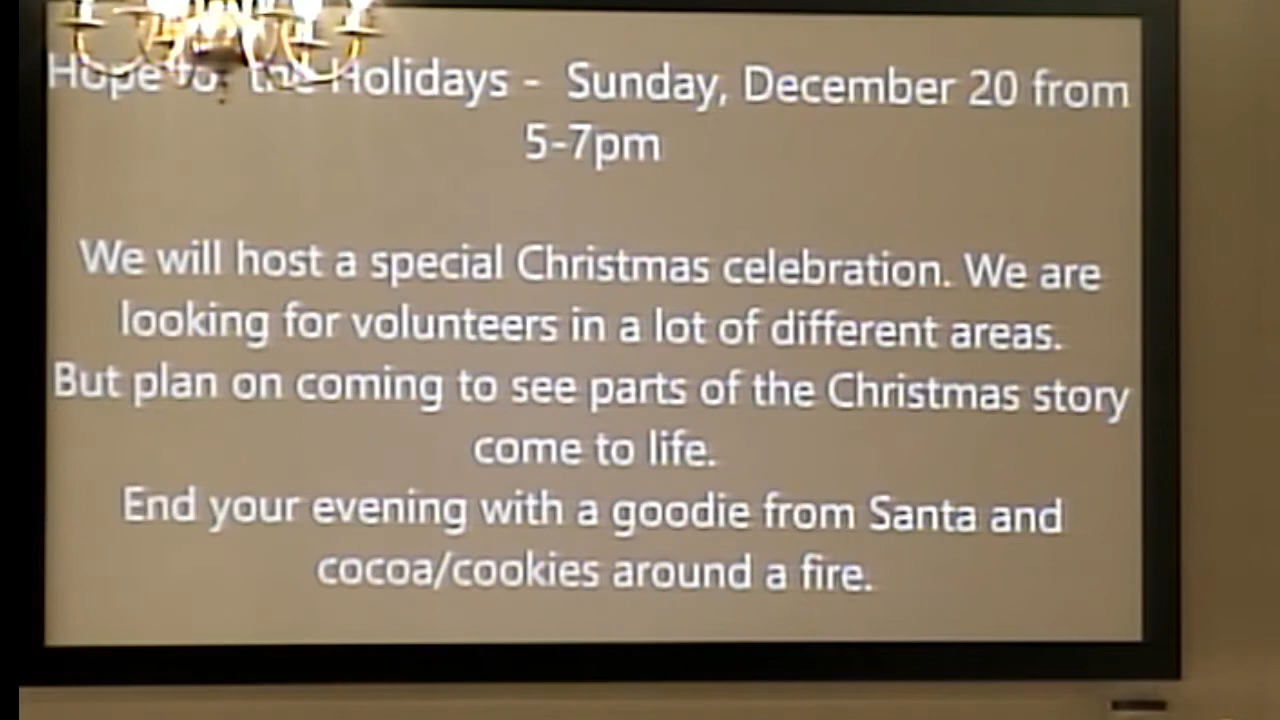 Hope for the Holidays - Sunday, December 20 from
5-7pm
We will host a special Christmas celebration. We are
looking for volunteers in a lot of different areas.
But plan on coming to see parts of the Christmas story
come to life.
End your evening with a goodie from Santa and
cocoa/cookies around a fire.